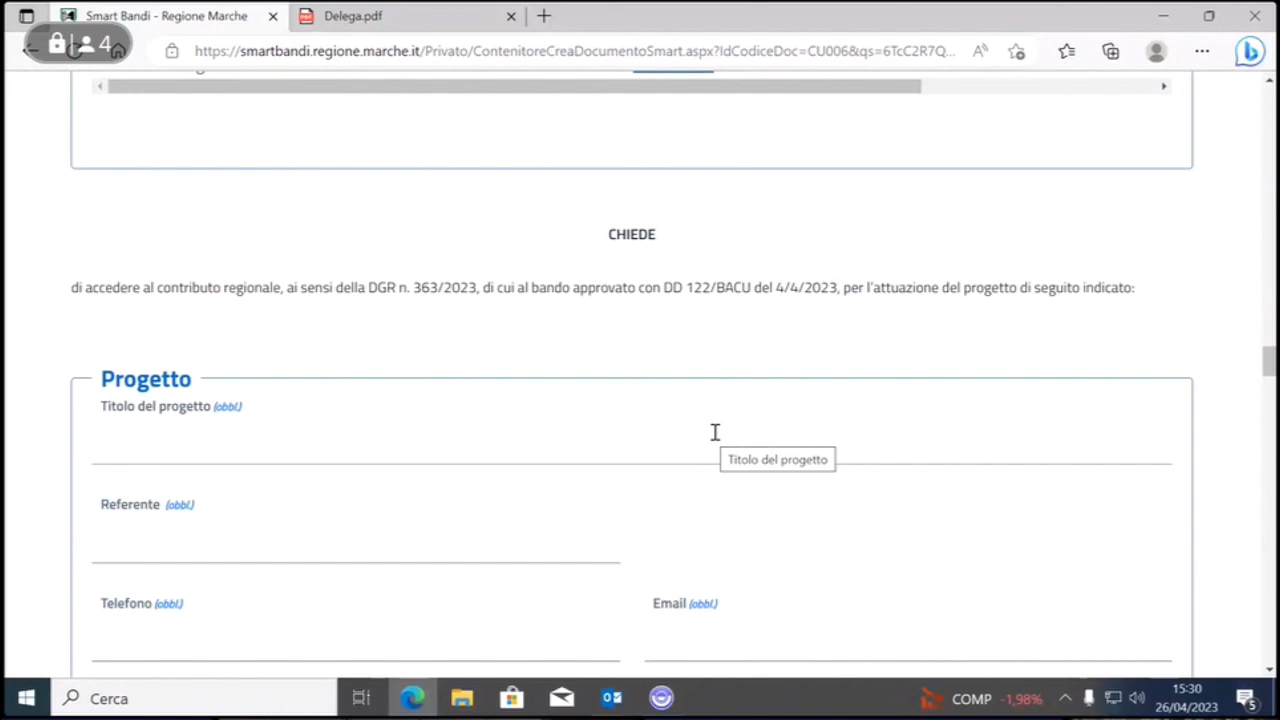 Smart Bandi - Regione Marche
Delega.pdf
4
https://smartbandi.regione.marche.it/Privato/ContenitoreCreaDocumentoSmart.aspx?IdCodiceDoc=CU006&qs=6TcC2R7Q...
CHIEDE
di accedere al contributo regionale, ai sensi della DGR n. 363/2023, di cui al bando approvato con DD 122/BACU del 4/4/2023, per l'attuazione del progetto di seguito indicato:
Progetto
Titolo del progetto (obbl.)
Titolo del progetto
Referente (obbl.)
Telefono (obbl.)
Email (obbl.)
Cerca
COMP -1,98%
15:30
26/04/2023
5